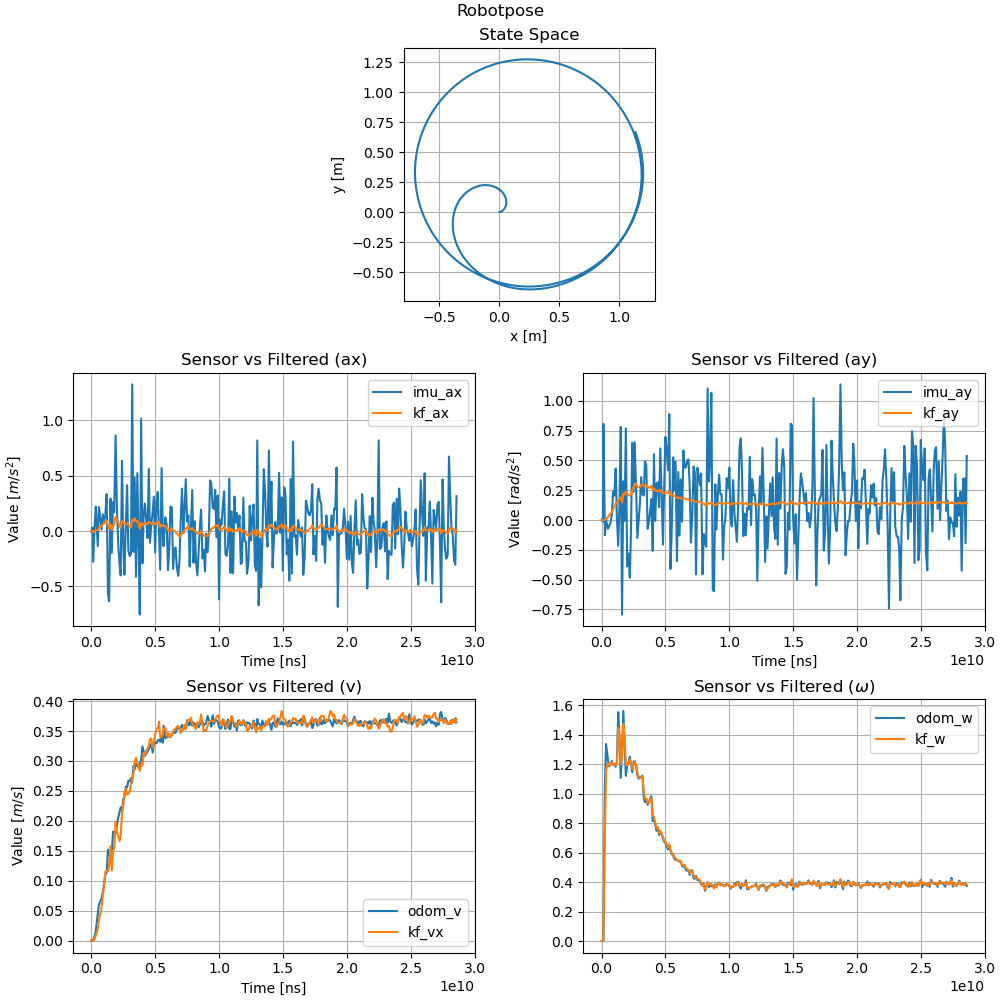 Robotpose
State Space
1.25
1.00
0.75
0.50
0.25
0.00
−0.25
−0.50
y [m]
−0.5
0.0
0.5
1.0
x [m]
Sensor vs Filtered (ax)
imu_ax
kf_ax
1.0
0.5
0.0
−0.5
Value [m/s²]
0.0
0.5
1.0
1.5
2.0
2.5
3.0
Time [ns]
1e10
Sensor vs Filtered (ay)
imu_ay
kf_ay
1.00
0.75
0.50
0.25
0.00
−0.25
−0.50
−0.75
Value [rad/s²]
0.0
0.5
1.0
1.5
2.0
2.5
3.0
Time [ns]
1e10
Sensor vs Filtered (v)
0.40
0.35
0.30
0.25
0.20
0.15
0.10
0.05
0.00
Value [m/s]
odom_v
kf_vx
0.0
0.5
1.0
1.5
2.0
2.5
3.0
Time [ns]
1e10
Sensor vs Filtered (ω)
odom_w
kf_w
1.6
1.4
1.2
1.0
0.8
0.6
0.4
0.2
0.0
0.0
0.5
1.0
1.5
2.0
2.5
3.0
1e10